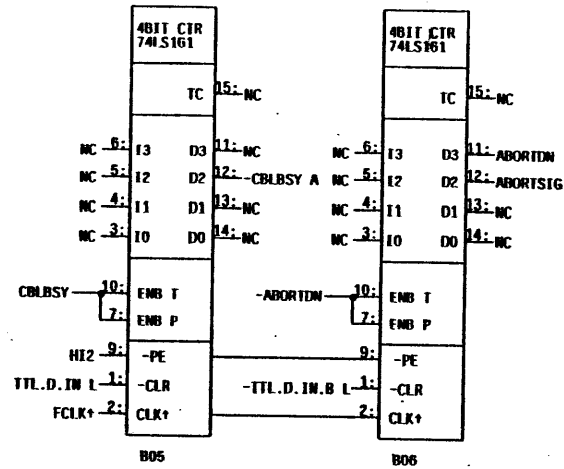 4BIT CTR
74LS161
TC 15: NC
NC 6: I3 D3 11: NC
NC 5: I2 D2 12: -CBLBSY A
NC 4: I1 D1 13: NC
NC 3: I0 D0 14: NC
CBLBSY 10: ENB T
7: ENB P
HI2 9: -PE
TTL.D.IN L 1: -CLR
FCLK↑ 2: CLK↑
B05
4BIT CTR
74LS161
TC 15: NC
NC 6: I3 D3 11: ABORTDN
NC 5: I2 D2 12: ABORTSIG
NC 4: I1 D1 13: NC
NC 3: I0 D0 14: NC
-ABORTDN 10: ENB T
7: ENB P
9: -PE
-TTL.D.IN.B L 1: -CLR
2: CLK↑
B06